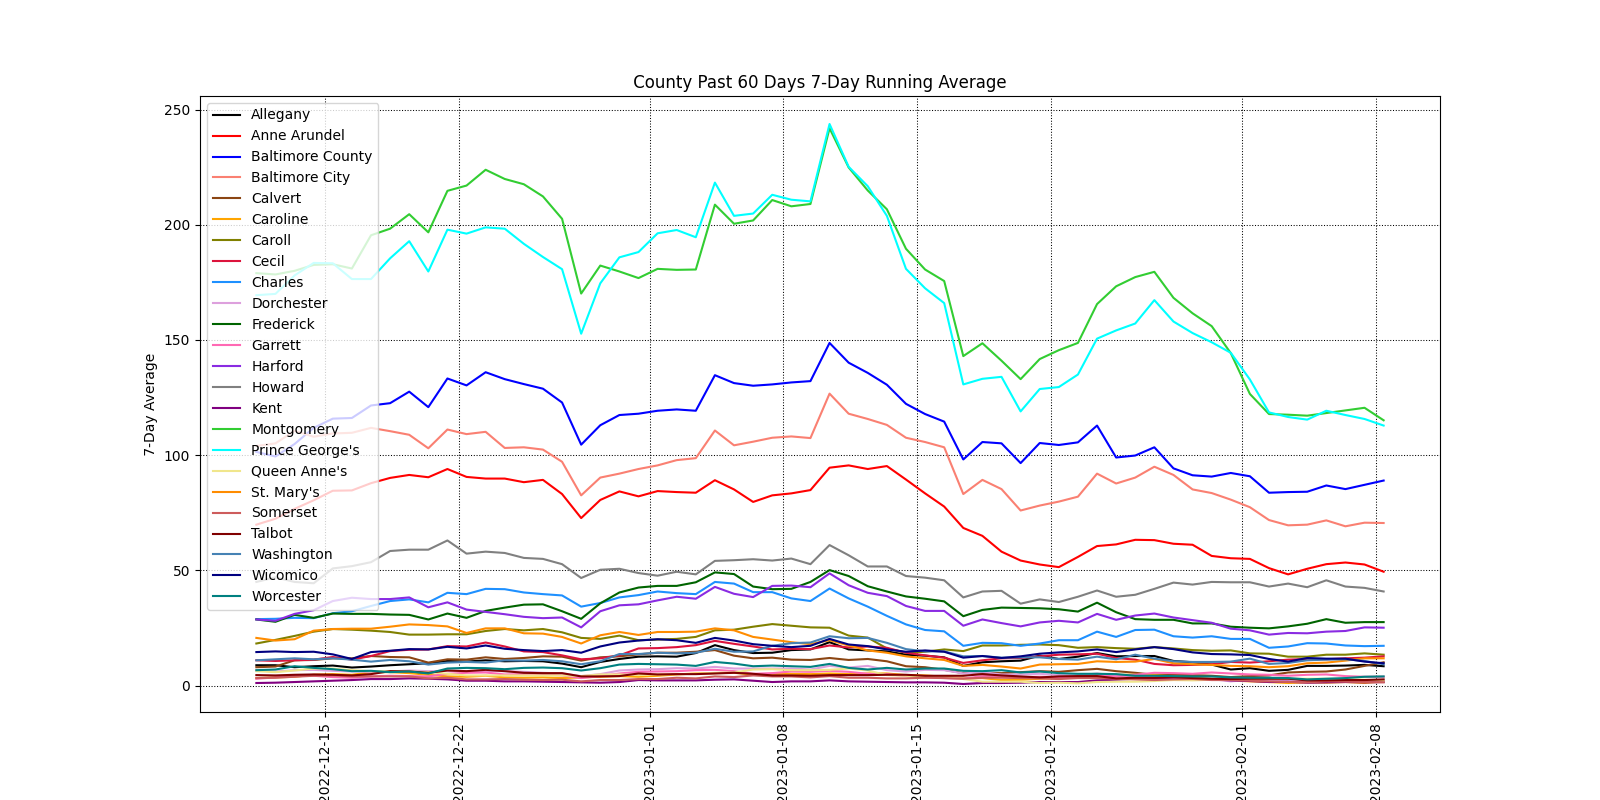 County Past 60 Days 7-Day Running Average
250
200
150
100
50
0
7-Day Average
Allegany
Anne Arundel
Baltimore County
Baltimore City
Calvert
Caroline
Caroll
Cecil
Charles
Dorchester
Frederick
Garrett
Harford
Howard
Kent
Montgomery
Prince George's
Queen Anne's
St. Mary's
Somerset
Talbot
Washington
Wicomico
Worcester
2022-12-15
2022-12-22
2023-01-01
2023-01-08
2023-01-15
2023-01-22
2023-02-01
2023-02-08